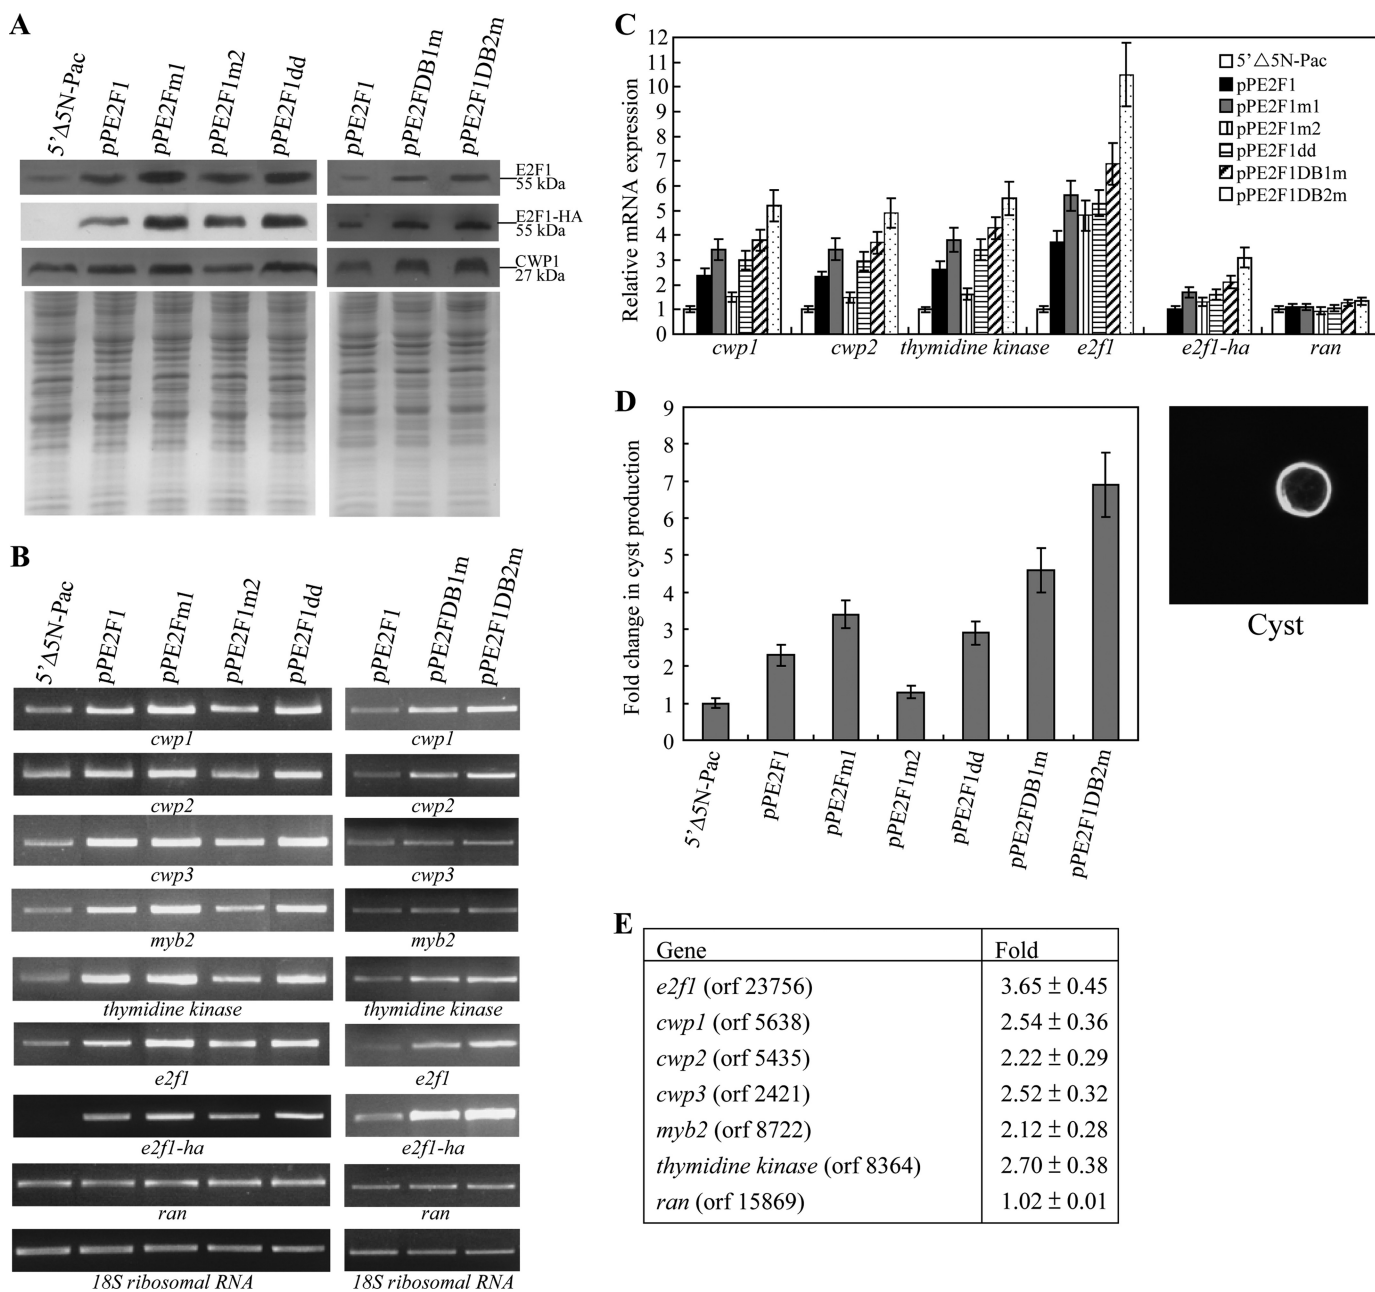 A
5'Δ5N-Pac
pPE2F1
pPE2Fm1
pPE2F1m2
pPE2F1dd
pPE2F1
pPE2FDB1m
pPE2F1DB2m
E2F1
55 kDa
E2F1-HA
55 kDa
CWP1
27 kDa
B
5'Δ5N-Pac
pPE2F1
pPE2Fm1
pPE2F1m2
pPE2F1dd
pPE2F1
pPE2FDB1m
pPE2F1DB2m
cwp1
cwp1
cwp2
cwp2
cwp3
cwp3
myb2
myb2
thymidine kinase
thymidine kinase
e2f1
e2f1
e2f1-ha
e2f1-ha
ran
ran
18S ribosomal RNA
18S ribosomal RNA
C
Relative mRNA expression
12
11
10
9
8
7
6
5
4
3
2
1
0
5'△5N-Pac
pPE2F1
pPE2F1m1
pPE2F1m2
pPE2F1dd
pPE2F1DB1m
pPE2F1DB2m
cwp1
cwp2
thymidine kinase
e2f1
e2f1-ha
ran
D
Fold change in cyst production
9
8
7
6
5
4
3
2
1
0
5'Δ5N-Pac
pPE2F1
pPE2Fm1
pPE2F1m2
pPE2F1dd
pPE2FDB1m
pPE2F1DB2m
Cyst
E
Gene Fold
e2f1 (orf 23756) 3.65 ± 0.45
cwp1 (orf 5638) 2.54 ± 0.36
cwp2 (orf 5435) 2.22 ± 0.29
cwp3 (orf 2421) 2.52 ± 0.32
myb2 (orf 8722) 2.12 ± 0.28
thymidine kinase (orf 8364) 2.70 ± 0.38
ran (orf 15869) 1.02 ± 0.01